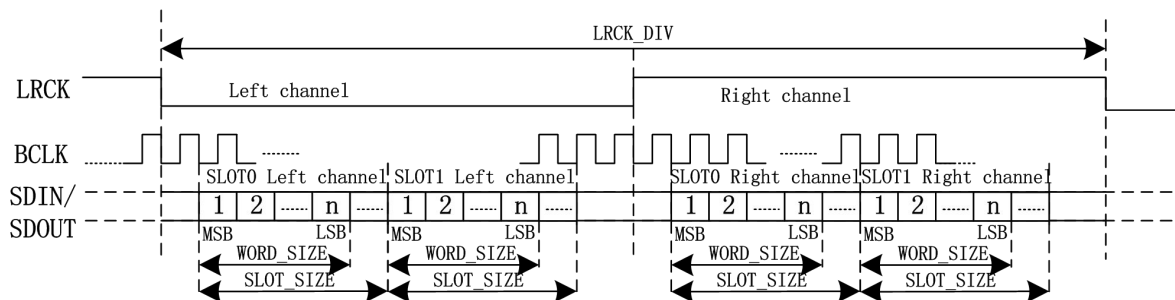 LRCK_DIV
LRCK
Left channel
Right channel
BCLK
SLOT0 Left channel
SLOT1 Left channel
SLOT0 Right channel
SLOT1 Right channel
SDIN/
SDOUT
1 2 n 1 2 n 1 2 n 1 2 n
MSB LSB MSB LSB MSB LSB MSB LSB
WORD_SIZE WORD_SIZE WORD_SIZE WORD_SIZE
SLOT_SIZE SLOT_SIZE SLOT_SIZE SLOT_SIZE